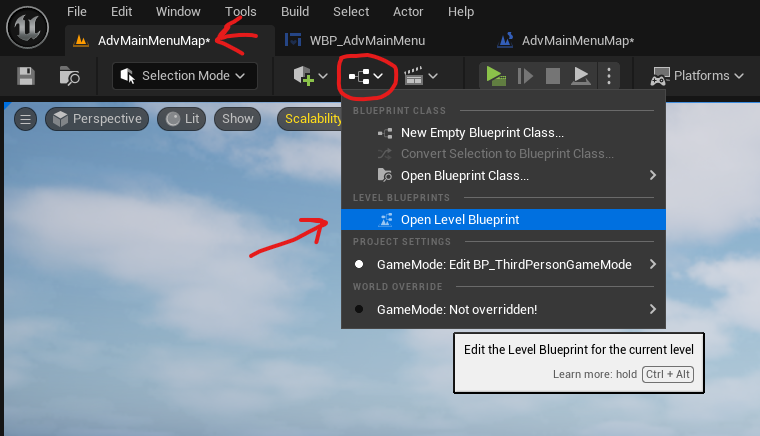 File Edit Window Tools Build Select Actor Help
AdvMainMenuMap* WBP_AdvMainMenu AdvMainMenuMap*
Selection Mode Platforms
Perspective Lit Show Scalability
BLUEPRINT CLASS
New Empty Blueprint Class...
Convert Selection to Blueprint Class...
Open Blueprint Class...
LEVEL BLUEPRINTS
Open Level Blueprint
PROJECT SETTINGS
GameMode: Edit BP_ThirdPersonGameMode
WORLD OVERRIDE
GameMode: Not overridden!
Edit the Level Blueprint for the current level
Learn more: hold Ctrl + Alt